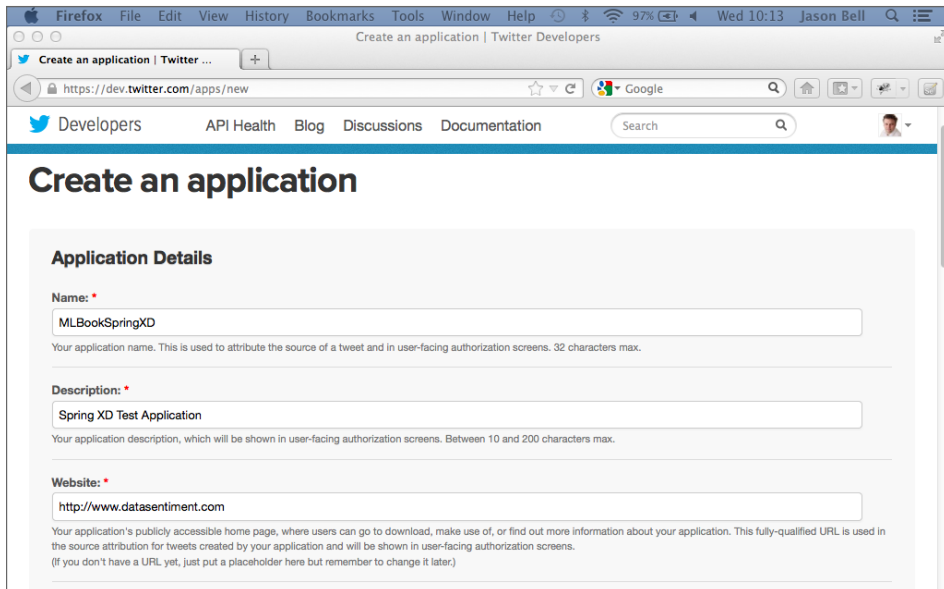 Firefox File Edit View History Bookmarks Tools Window Help 97% Wed 10:13 Jason Bell
Create an application | Twitter Developers
Create an application | Twitter ...
https://dev.twitter.com/apps/new Google
Developers API Health Blog Discussions Documentation Search
Create an application
Application Details
Name: *
MLBookSpringXD
Your application name. This is used to attribute the source of a tweet and in user-facing authorization screens. 32 characters max.
Description: *
Spring XD Test Application
Your application description, which will be shown in user-facing authorization screens. Between 10 and 200 characters max.
Website: *
http://www.datasentiment.com
Your application's publicly accessible home page, where users can go to download, make use of, or find out more information about your application. This fully-qualified URL is used in
the source attribution for tweets created by your application and will be shown in user-facing authorization screens.
(If you don't have a URL yet, just put a placeholder here but remember to change it later.)